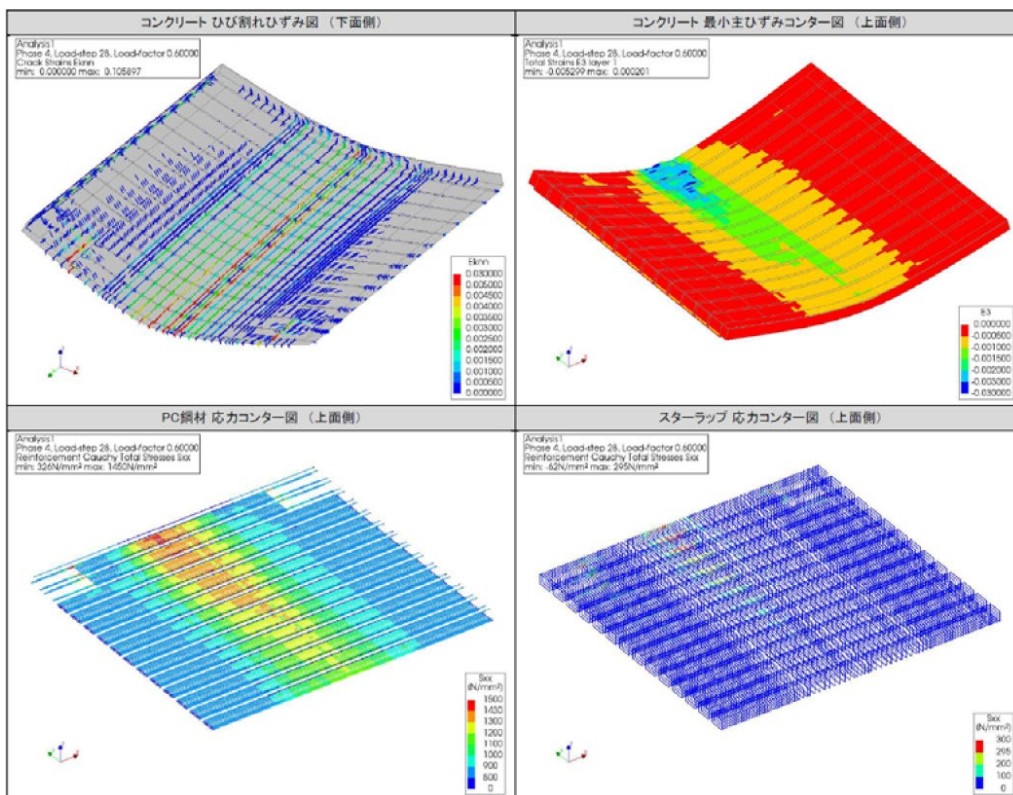 コンクリート ひび割れひずみ図 (下面側)
コンクリート 最小主ひずみコンター図 (上面側)
Analysis1
Phase 4, Load-step 28, Load-factor 0.60000
Crack Strains Eknn
min: 0.000000 max: 0.105897
Analysis1
Phase 4, Load-step 28, Load-factor 0.60000
Total Strains E3 layer 1
min: -0.005299 max: 0.000201
Eknn
0.030000
0.005000
0.004500
0.004000
0.003000
0.002500
0.002000
0.001500
0.001000
0.000500
0.000000
E3
0.000000
-0.000500
-0.001000
-0.001500
-0.002000
-0.003000
-0.030000
PC鋼材 応力コンター図 (上面側)
スターラップ 応力コンター図 (上面側)
Analysis1
Phase 4, Load-step 28, Load-factor 0.60000
Reinforcement Cauchy Total Stresses Sxx
min: 326N/mm² max: 1450N/mm²
Analysis1
Phase 4, Load-step 28, Load-factor 0.60000
Reinforcement Cauchy Total Stresses Sxx
min: -62N/mm² max: 295N/mm²
Sxx
(N/mm²)
1500
1430
1300
1200
1100
1000
900
800
0
Sxx
(N/mm²)
300
295
200
100
0